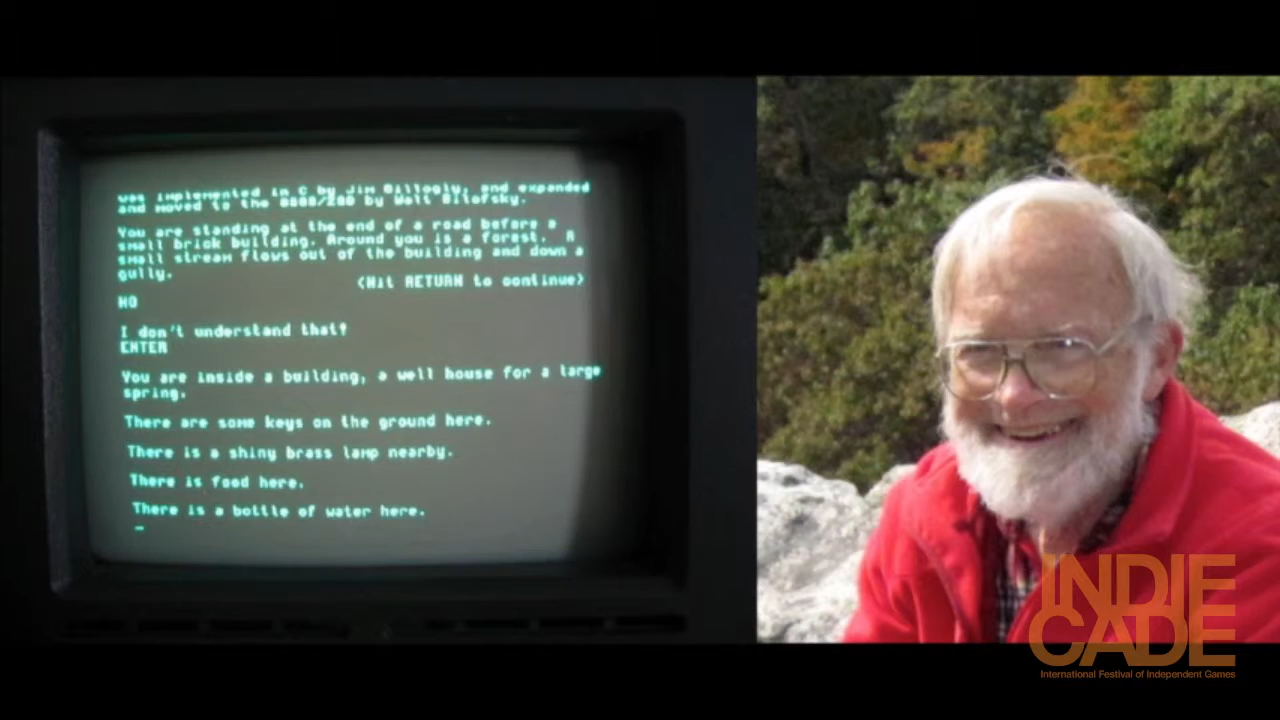 was implemented in C by Jim Gillogly, and expanded
and moved to the 8080/Z80 by Walt Bilofsky.
You are standing at the end of a road before a
small brick building. Around you is a forest. A
small stream flows out of the building and down a
gully.
(Hit RETURN to continue)
NO
I don't understand that!
ENTER
You are inside a building, a well house for a large
spring.
There are some keys on the ground here.
There is a shiny brass lamp nearby.
There is food here.
There is a bottle of water here.
INDIE
CADE
International Festival of Independent Games